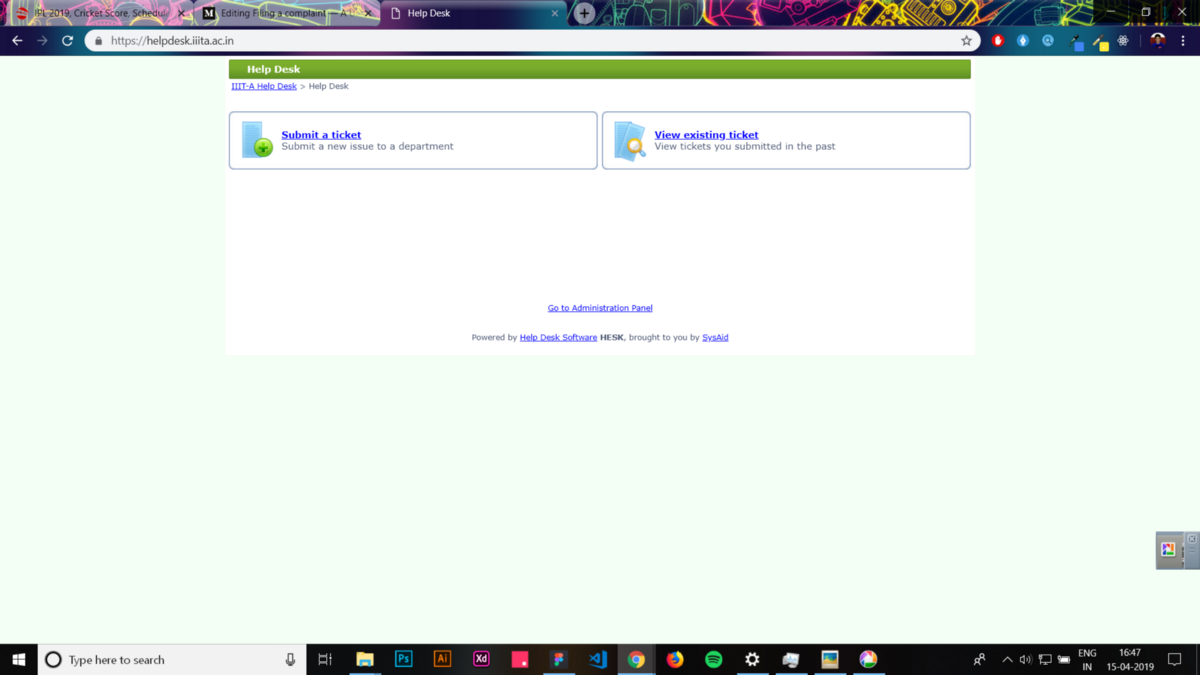 IPL 2019, Cricket Score, Schedul
M Editing Filing a complaint — A
Help Desk
https://helpdesk.iiita.ac.in
Help Desk
IIIT-A Help Desk > Help Desk
Submit a ticket
Submit a new issue to a department
View existing ticket
View tickets you submitted in the past
Go to Administration Panel
Powered by Help Desk Software HESK, brought to you by SysAid
Type here to search
Ps
Ai
Xd
ENG
IN
16:47
15-04-2019